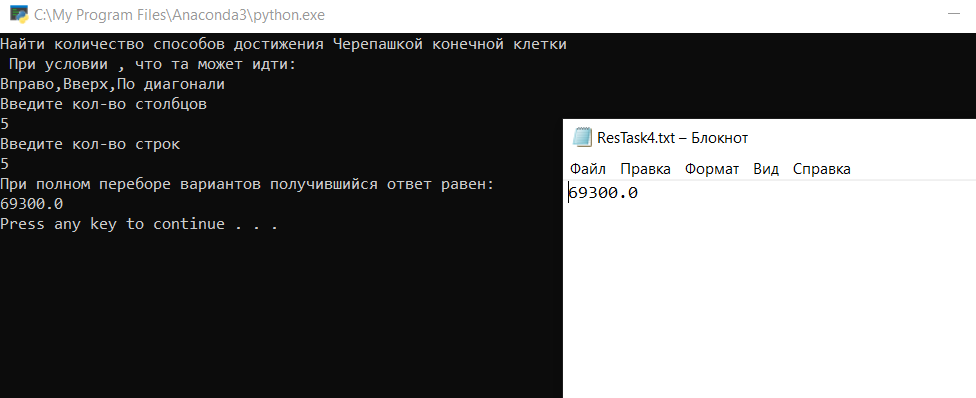 C:\My Program Files\Anaconda3\python.exe
Найти количество способов достижения Черепашкой конечной клетки
При условии , что та может идти:
Вправо,Вверх,По диагонали
Введите кол-во столбцов
5
Введите кол-во строк
5
При полном переборе вариантов получившийся ответ равен:
69300.0
Press any key to continue . . .
ResTask4.txt – Блокнот
Файл Правка Формат Вид Справка
69300.0